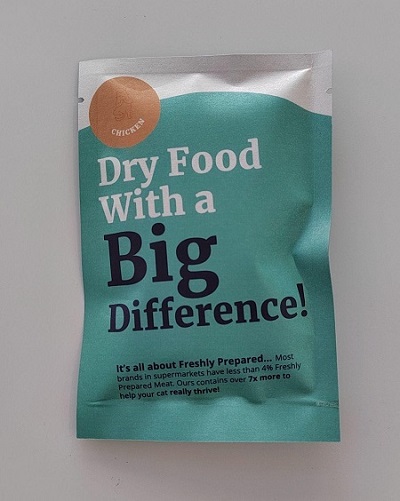 CHICKEN
Dry Food
With a
Big
Difference!
It's all about Freshly Prepared... Most
brands in supermarkets have less than 4% Freshly
Prepared Meat. Ours contains over 7x more to
help your cat really thrive!